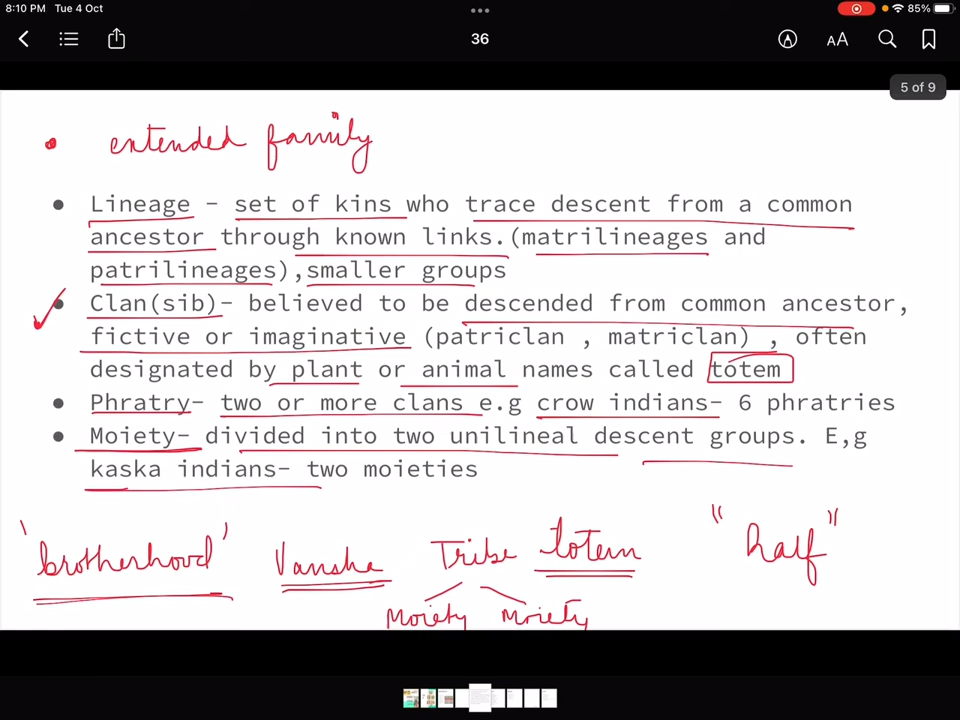 8:10 PM Tue 4 Oct
85%
36
AA
5 of 9
• extended family
• Lineage - set of kins who trace descent from a common
ancestor through known links.(matrilineages and
patrilineages),smaller groups
• Clan(sib)- believed to be descended from common ancestor,
fictive or imaginative (patriclan , matriclan) , often
designated by plant or animal names called totem
• Phratry- two or more clans e.g crow indians- 6 phratries
• Moiety- divided into two unilineal descent groups. E,g
kaska indians- two moieties
'brotherhood' Vansha Tribe totem "half"
Moiety Moiety